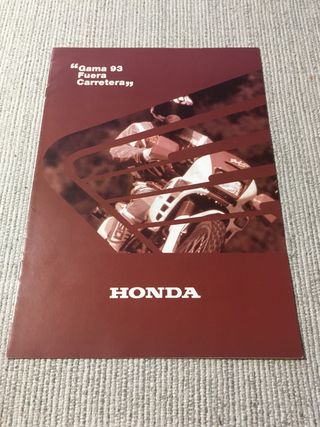 “Gama 93
Fuera
Carretera„
HONDA